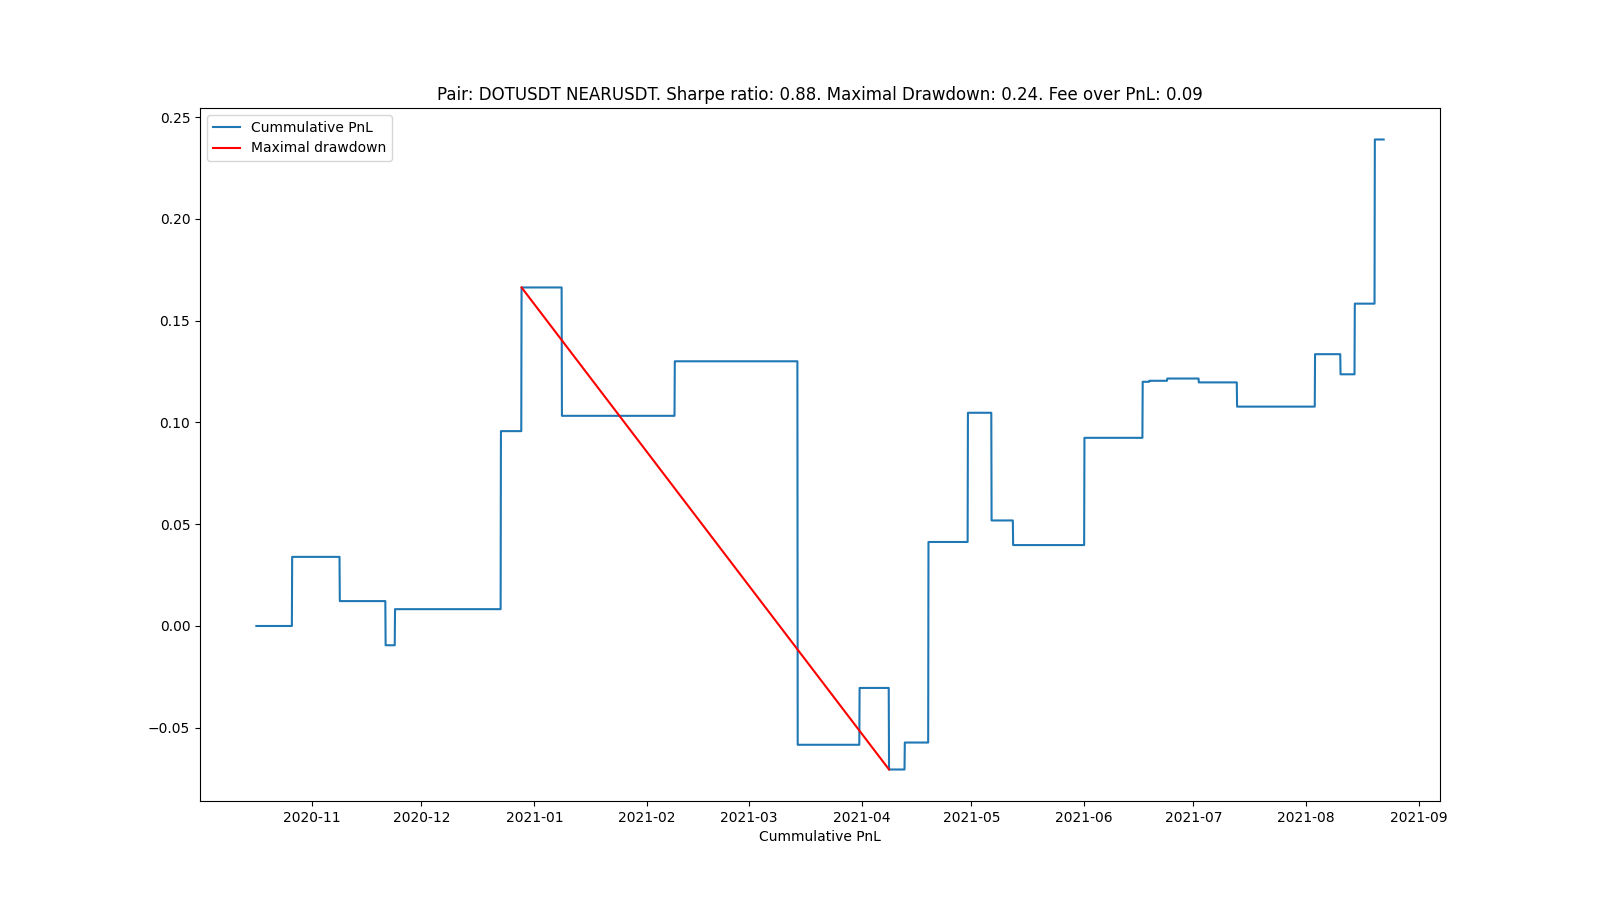 Pair: DOTUSDT NEARUSDT. Sharpe ratio: 0.88. Maximal Drawdown: 0.24. Fee over PnL: 0.09
Cummulative PnL
Maximal drawdown
0.25
0.20
0.15
0.10
0.05
0.00
−0.05
2020-11 2020-12 2021-01 2021-02 2021-03 2021-04 2021-05 2021-06 2021-07 2021-08 2021-09
Cummulative PnL